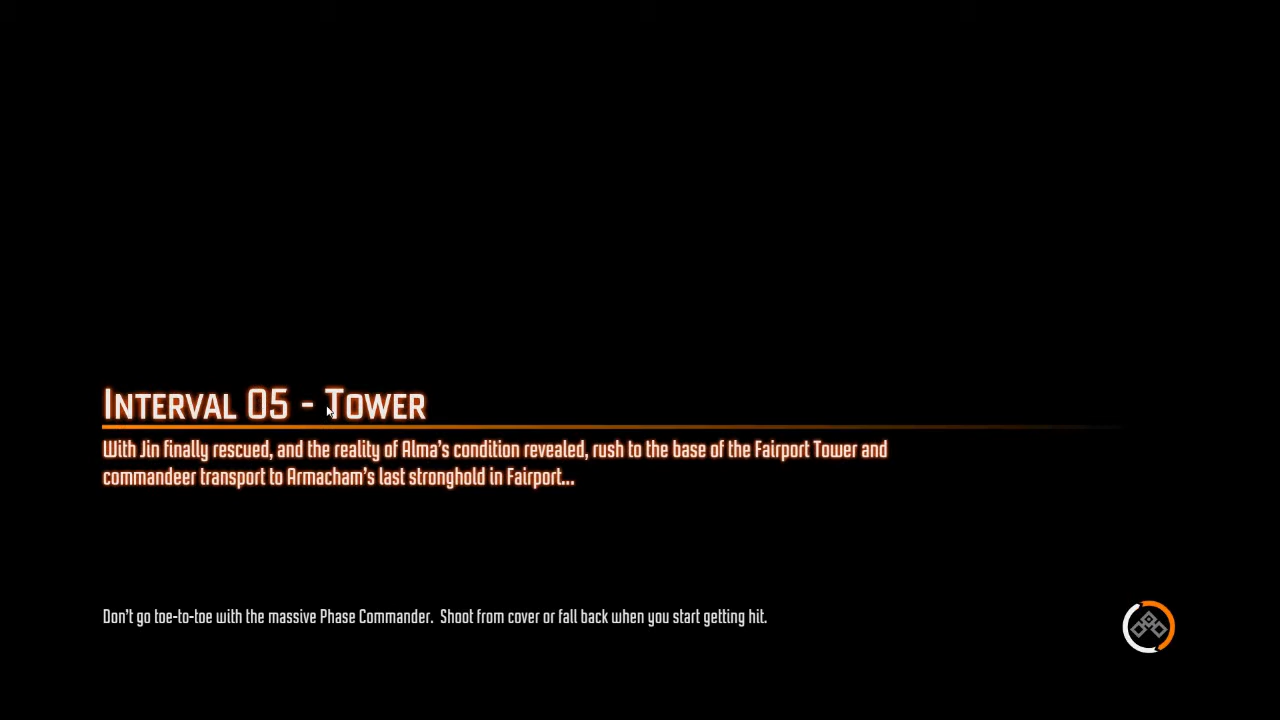 Interval 05 - Tower
With Jin finally rescued, and the reality of Alma's condition revealed, rush to the base of the Fairport Tower and
commandeer transport to Armacham's last stronghold in Fairport...
Don't go toe-to-toe with the massive Phase Commander.  Shoot from cover or fall back when you start getting hit.